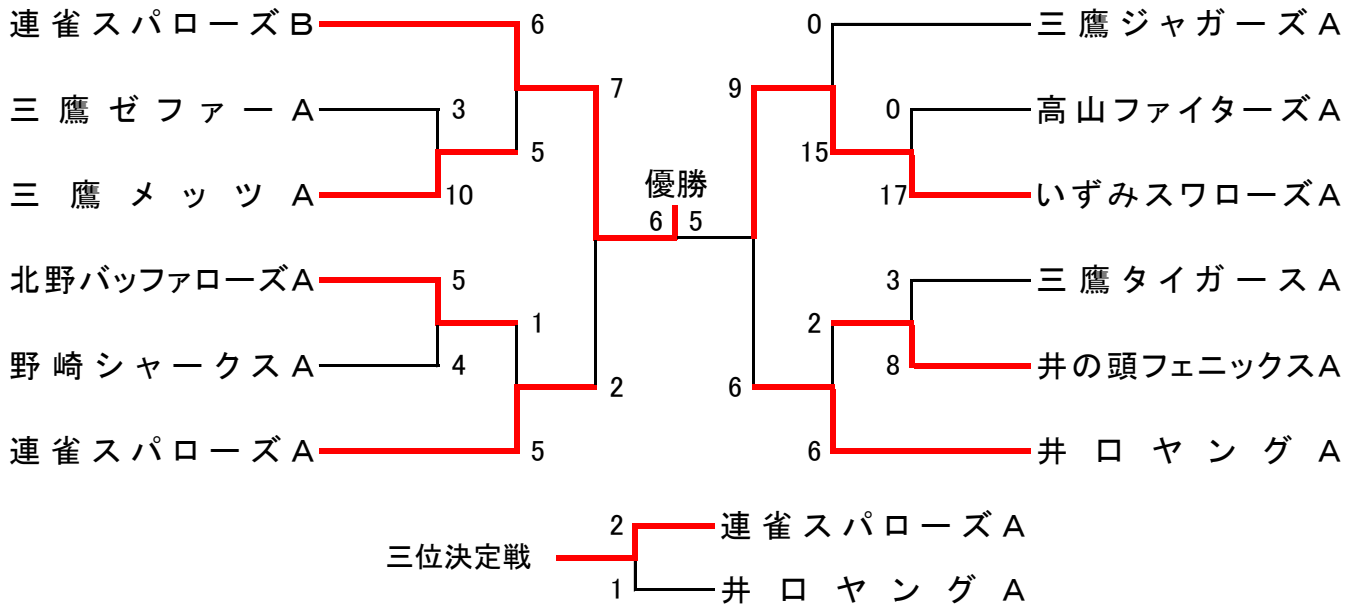 連雀スパローズB 6 0 三鷹ジャガーズA
7 9
三鷹ゼファーA 3 0 高山ファイターズA
5 15
三鷹メッツA 10 優勝 17 いずみスワローズA
6 5
北野バッファローズA 5 3 三鷹タイガースA
1 2
野崎シャークスA 4 8 井の頭フェニックスA
2 6
連雀スパローズA 5 6 井口ヤングA
2 連雀スパローズA
三位決定戦
1 井口ヤングA